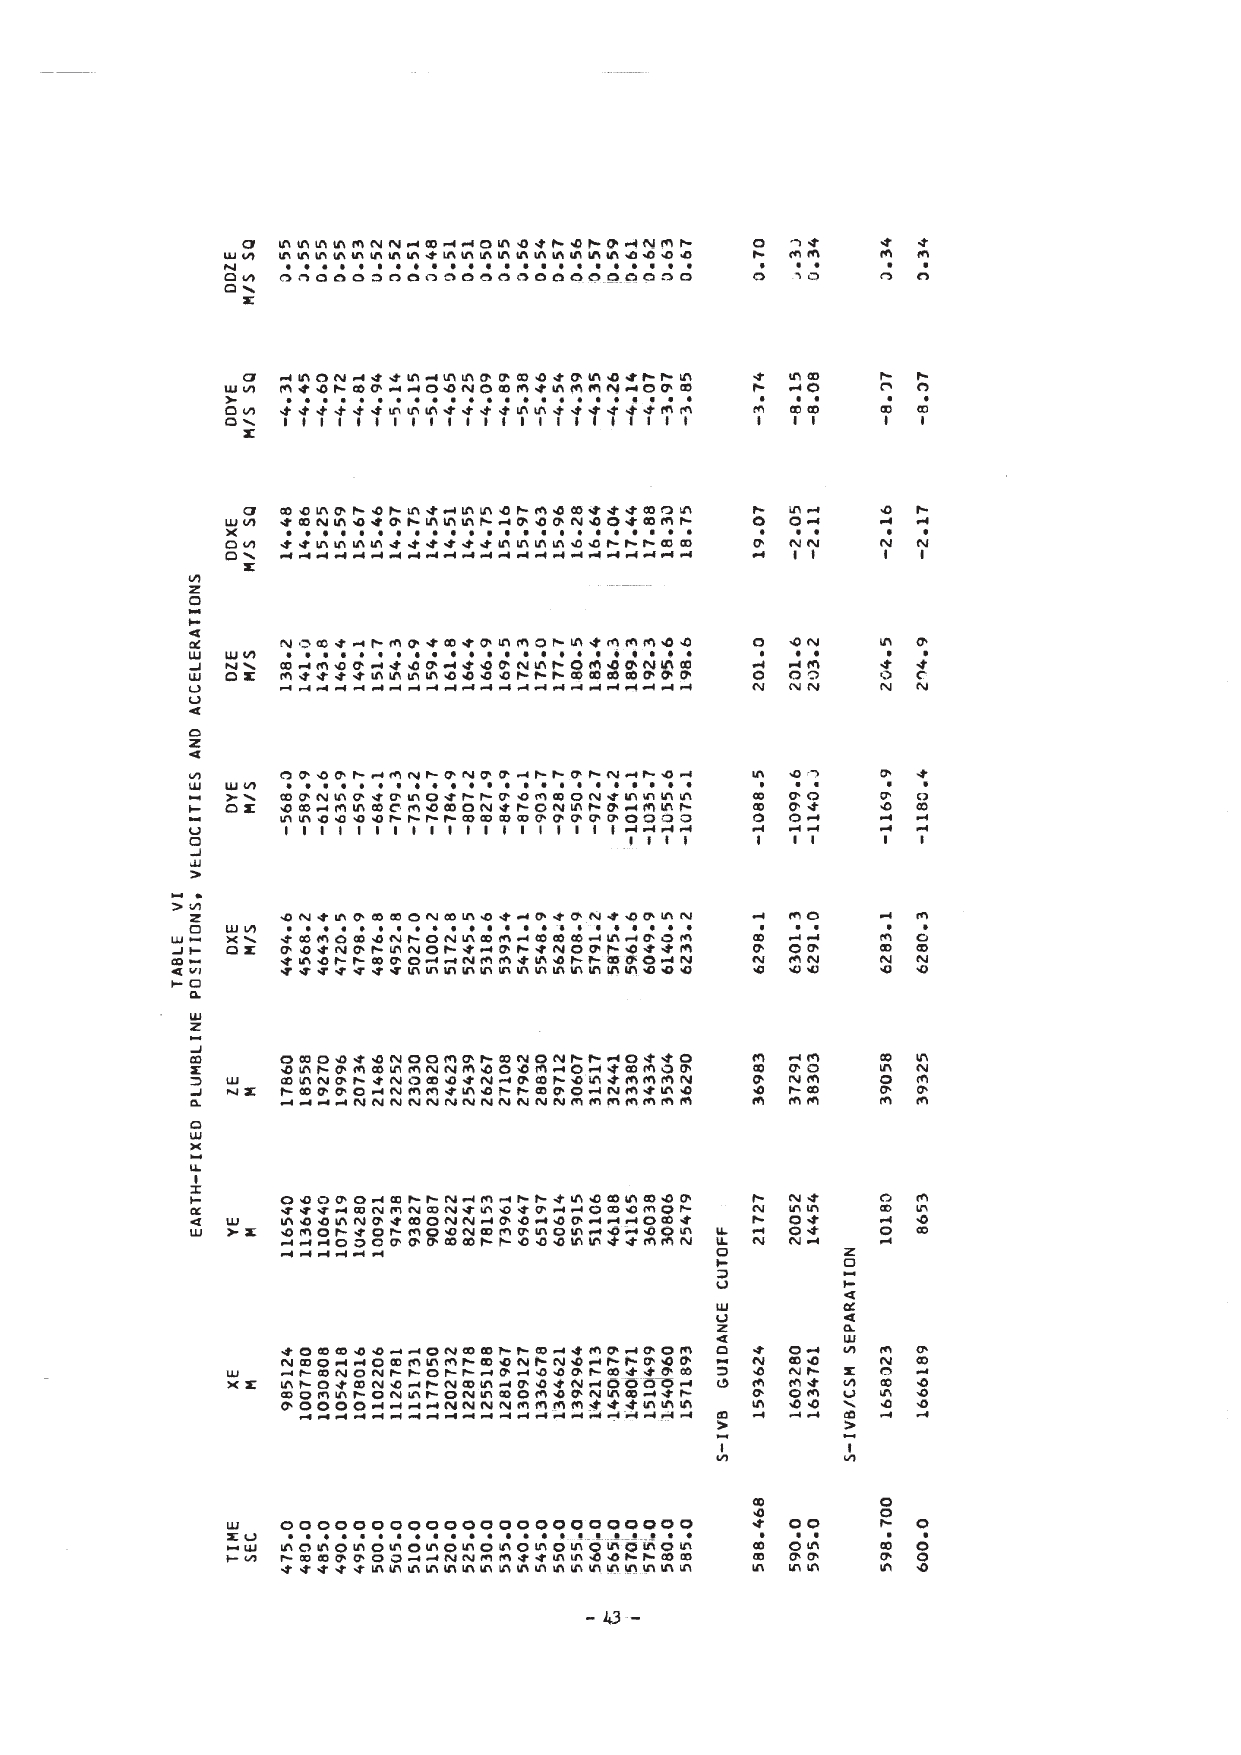 TABLE VI
EARTH-FIXED PLUMBLINE POSITIONS, VELOCITIES AND ACCELERATIONS
TIME XE YE ZE DXE DYE DZE DDXE DDYE DDZE
SEC M M M M/S M/S M/S M/S SQ M/S SQ M/S SQ
475.0 985124 116540 17860 4494.6 -568.0 138.2 14.48 -4.31 0.55
480.0 1007780 113646 18558 4568.2 -589.9 141.0 14.86 -4.45 0.55
485.0 1030808 110640 19270 4643.4 -612.6 143.8 15.25 -4.60 0.55
490.0 1054218 107519 19996 4720.5 -635.9 146.4 15.59 -4.72 0.55
495.0 1078016 104280 20734 4798.9 -659.7 149.1 15.67 -4.81 0.53
500.0 1102206 100921 21486 4876.8 -684.1 151.7 15.46 -4.94 0.52
505.0 1126781 97438 22252 4952.8 -709.3 154.3 14.97 -5.14 0.52
510.0 1151731 93827 23030 5027.0 -735.2 156.9 14.75 -5.15 0.51
515.0 1177050 90087 23820 5100.2 -760.7 159.4 14.54 -5.01 0.48
520.0 1202732 86222 24623 5172.8 -784.9 161.8 14.51 -4.65 0.51
525.0 1228778 82241 25439 5245.5 -807.2 164.4 14.55 -4.25 0.51
530.0 1255188 78153 26267 5318.6 -827.9 166.9 14.75 -4.09 0.50
535.0 1281967 73961 27108 5393.4 -849.9 169.5 15.16 -4.89 0.55
540.0 1309127 69647 27962 5471.1 -876.1 172.3 15.97 -5.38 0.56
545.0 1336678 65197 28830 5548.9 -903.7 175.0 15.63 -5.46 0.54
550.0 1364621 60614 29712 5628.4 -928.7 177.7 15.96 -4.54 0.57
555.0 1392964 55915 30607 5708.9 -950.9 180.5 16.28 -4.39 0.56
560.0 1421713 51106 31517 5791.2 -972.7 183.4 16.64 -4.35 0.57
565.0 1450879 46188 32441 5875.4 -994.2 186.3 17.04 -4.26 0.59
570.0 1480471 41165 33380 5961.6 -1015.1 189.3 17.44 -4.14 0.61
575.0 1510499 36038 34334 6049.9 -1035.7 192.3 17.88 -4.07 0.62
580.0 1540960 30806 35304 6140.5 -1055.6 195.6 18.30 -3.97 0.63
585.0 1571893 25479 36290 6233.2 -1075.1 198.6 18.75 -3.85 0.67
S-IVB GUIDANCE CUTOFF
588.468 1593624 21727 36983 6298.1 -1088.5 201.0 19.07 -3.74 0.70
590.0 1603280 20052 37291 6301.3 -1099.6 201.6 -2.05 -8.15
595.0 1634761 14454 38303 6291.0 -1140.0 203.2 -2.11 -8.08 0.34
S-IVB/CSM SEPARATION
598.700 1658023 10180 39058 6283.1 -1169.9 204.5 -2.16 -8.07 0.34
600.0 1666189 8653 39325 6280.3 -1180.4 204.9 -2.17 -8.07 0.34
- 43 -